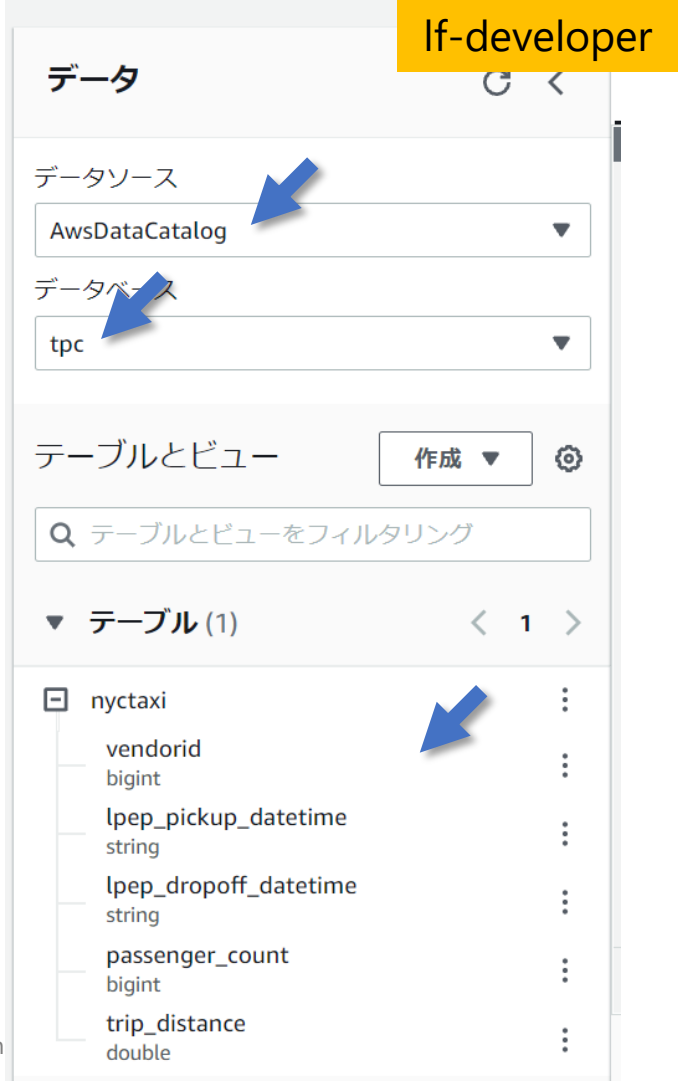 lf-developer
データ
データソース
AwsDataCatalog
データベース
tpc
テーブルとビュー
作成
テーブルとビューをフィルタリング
テーブル (1)
1
nyctaxi
vendorid
bigint
lpep_pickup_datetime
string
lpep_dropoff_datetime
string
passenger_count
bigint
trip_distance
double